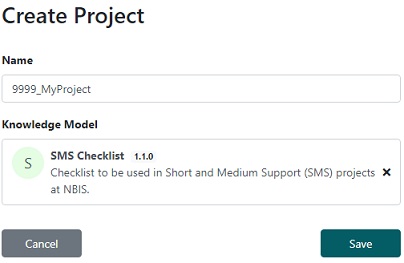 Create Project
Name
9999_MyProject
Knowledge Model
S
SMS Checklist 1.1.0
Checklist to be used in Short and Medium Support (SMS) projects
at NBIS.
Cancel
Save